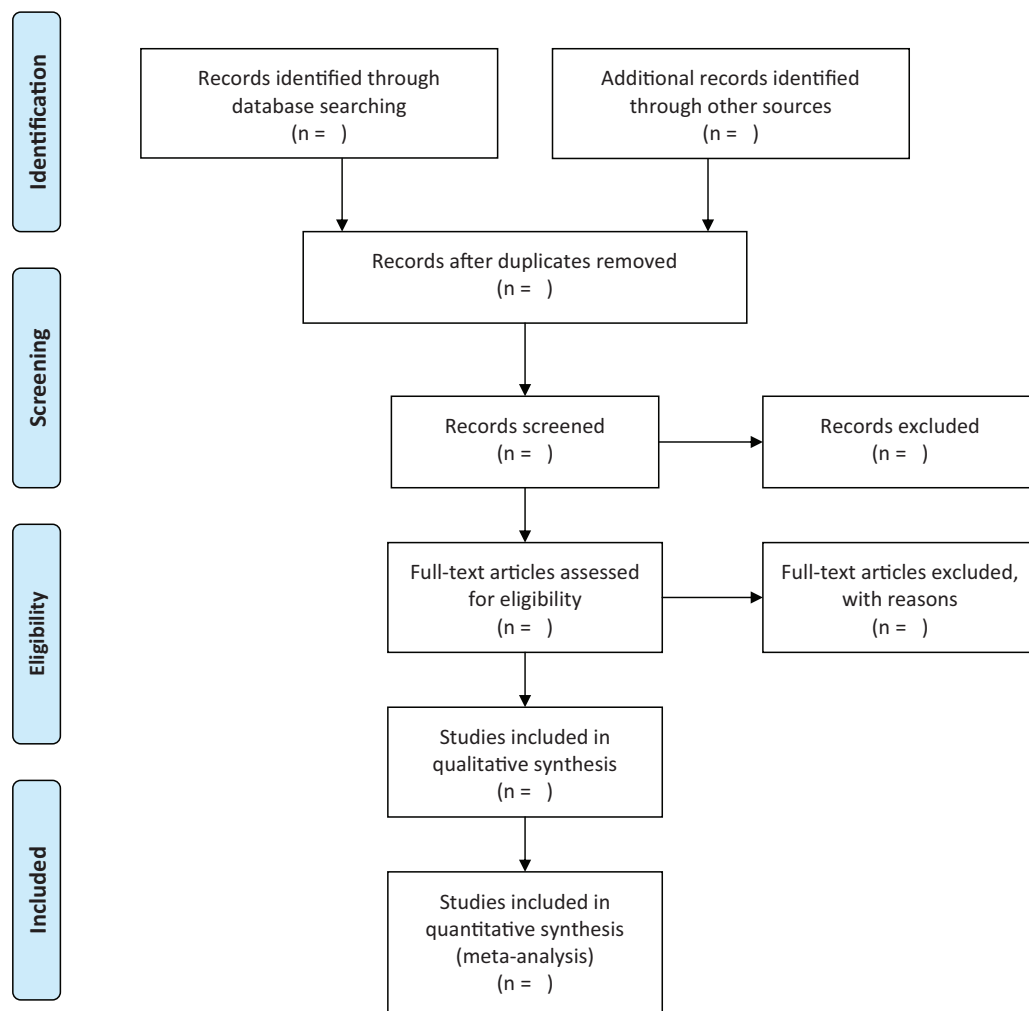 Identification
Records identified through
database searching
(n = )
Additional records identified
through other sources
(n = )
Records after duplicates removed
(n = )
Screening
Records screened
(n = )
Records excluded
(n = )
Eligibility
Full-text articles assessed
for eligibility
(n = )
Full-text articles excluded,
with reasons
(n = )
Studies included in
qualitative synthesis
(n = )
Included
Studies included in
quantitative synthesis
(meta-analysis)
(n = )